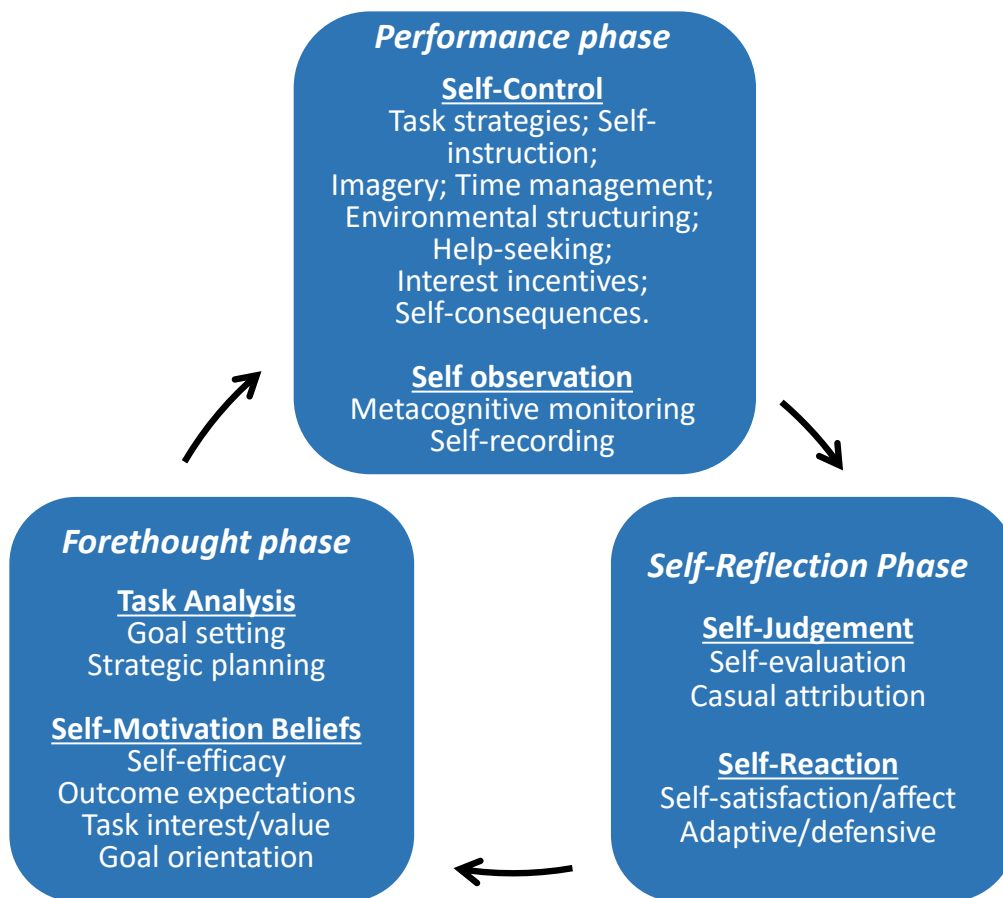 Performance phase
Self-Control
Task strategies; Self-
instruction;
Imagery; Time management;
Environmental structuring;
Help-seeking;
Interest incentives;
Self-consequences.
Self observation
Metacognitive monitoring
Self-recording
Forethought phase
Task Analysis
Goal setting
Strategic planning
Self-Motivation Beliefs
Self-efficacy
Outcome expectations
Task interest/value
Goal orientation
Self-Reflection Phase
Self-Judgement
Self-evaluation
Casual attribution
Self-Reaction
Self-satisfaction/affect
Adaptive/defensive